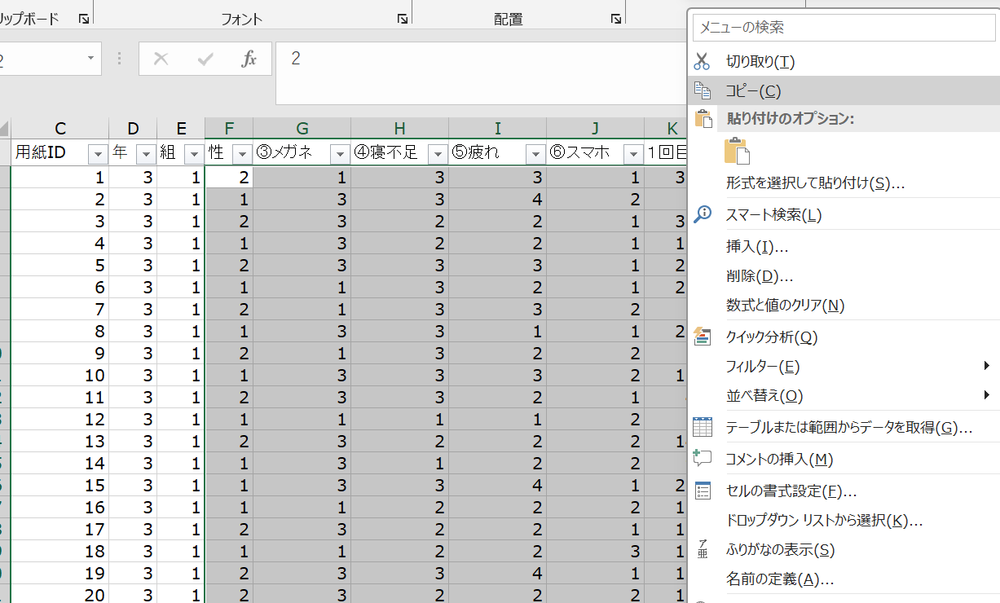 ップボード フォント 配置
メニューの検索
2 fx 2
切り取り(T)
コピー(C)
貼り付けのオプション:
形式を選択して貼り付け(S)...
スマート検索(L)
挿入(I)...
削除(D)...
数式と値のクリア(N)
クイック分析(Q)
フィルター(E)
並べ替え(O)
テーブルまたは範囲からデータを取得(G)...
コメントの挿入(M)
セルの書式設定(F)...
ドロップダウン リストから選択(K)...
ふりがなの表示(S)
名前の定義(A)...
C D E F G H I J K
用紙ID 年 組 性 ③メガネ ④寝不足 ⑤疲れ ⑥スマホ 1回目
1 3 1 2 1 3 3 1 3
2 3 1 1 3 3 4 2
3 3 1 2 3 2 2 1 3
4 3 1 1 3 2 2 1 1
5 3 1 2 3 3 3 1 2
6 3 1 1 1 3 2 1 2
7 3 1 2 1 3 3 2
8 3 1 1 3 3 1 1 2
9 3 1 2 1 3 2 2
10 3 1 1 3 3 3 2 1
11 3 1 2 3 3 2 1
12 3 1 1 1 1 1 2
13 3 1 2 3 2 2 2 1
14 3 1 1 3 1 2 2
15 3 1 1 3 3 4 1 2
16 3 1 1 1 2 2 2 1
17 3 1 2 3 2 2 1 1
18 3 1 1 1 2 2 3 1
19 3 1 2 3 3 4 1 1
20 3 1 2 3 2 2 2 1